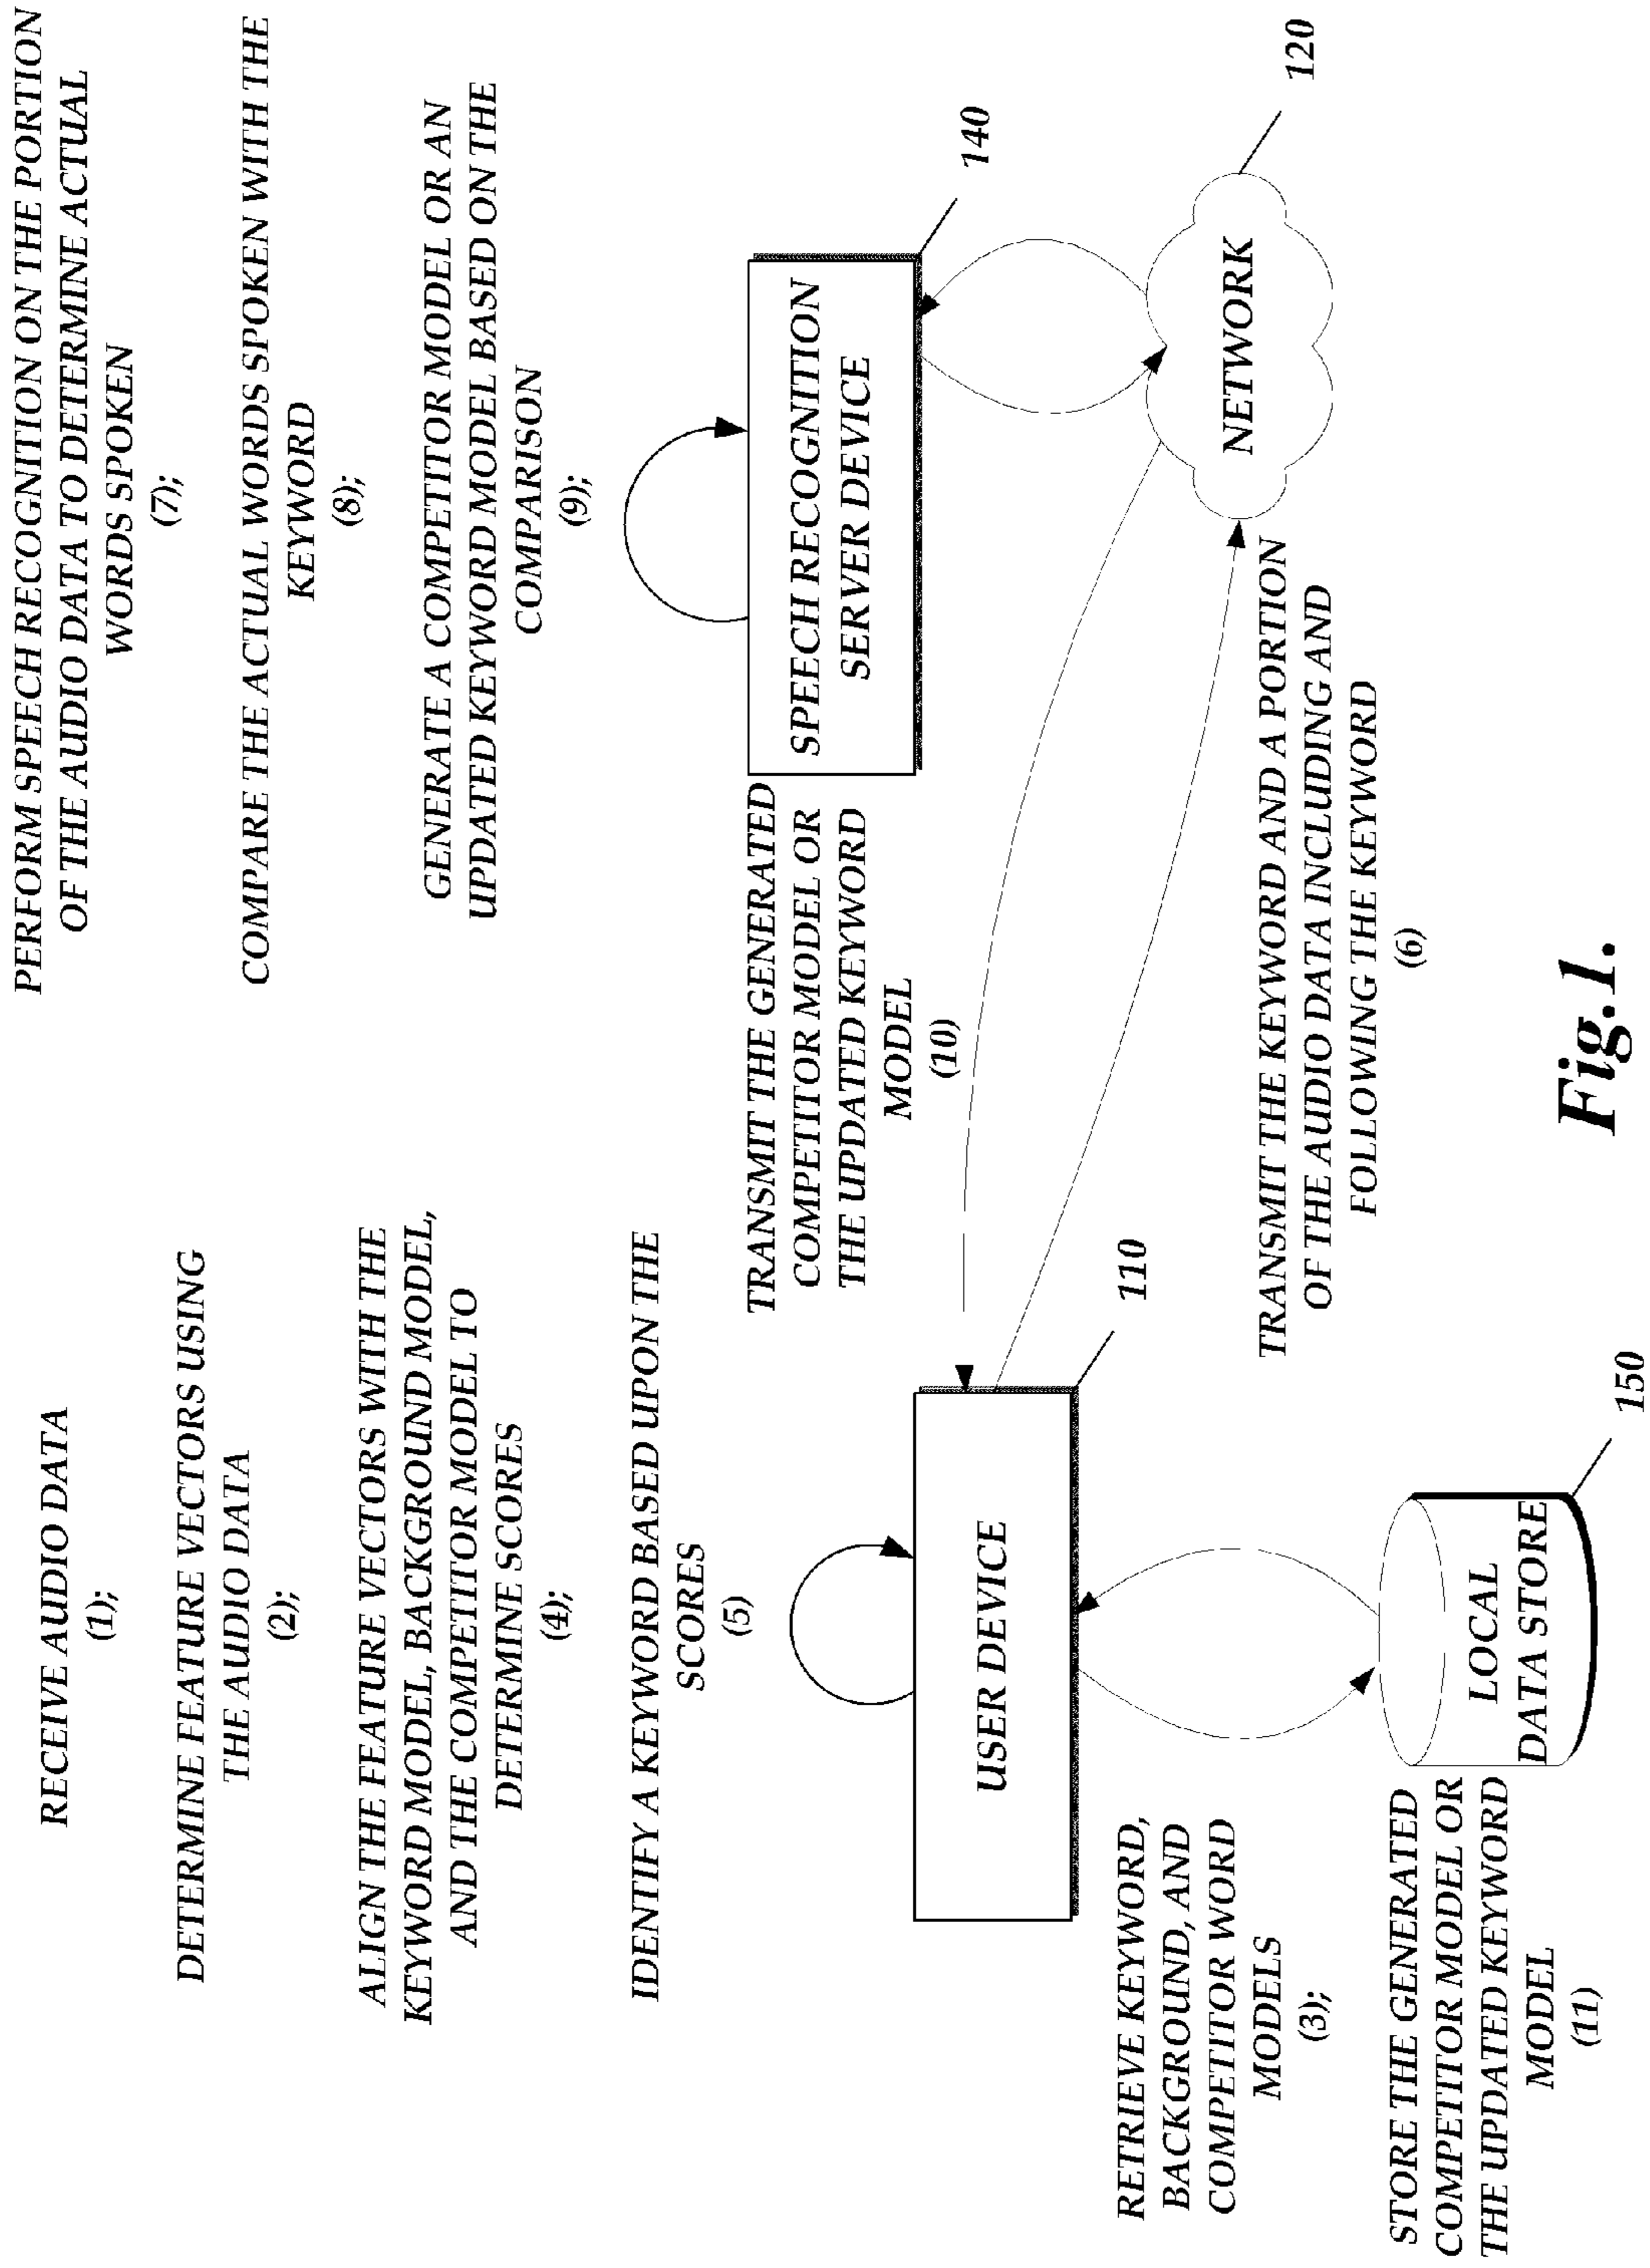 RECEIVE AUDIO DATA
(1);
DETERMINE FEATURE VECTORS USING
THE AUDIO DATA
(2);
ALIGN THE FEATURE VECTORS WITH THE
KEYWORD MODEL, BACKGROUND MODEL,
AND THE COMPETITOR MODEL TO
DETERMINE SCORES
(4);
IDENTIFY A KEYWORD BASED UPON THE
SCORES
(5)
PERFORM SPEECH RECOGNITION ON THE PORTION
OF THE AUDIO DATA TO DETERMINE ACTUAL
WORDS SPOKEN
(7);
COMPARE THE ACTUAL WORDS SPOKEN WITH THE
KEYWORD
(8);
GENERATE A COMPETITOR MODEL OR AN
UPDATED KEYWORD MODEL BASED ON THE
COMPARISON
(9);
TRANSMIT THE GENERATED
COMPETITOR MODEL OR
THE UPDATED KEYWORD
MODEL
(10)
SPEECH RECOGNITION
SERVER DEVICE
140
USER DEVICE
110
RETRIEVE KEYWORD,
BACKGROUND, AND
COMPETITOR WORD
MODELS
(3);
NETWORK
120
TRANSMIT THE KEYWORD AND A PORTION
OF THE AUDIO DATA INCLUDING AND
FOLLOWING THE KEYWORD
(6)
STORE THE GENERATED
COMPETITOR MODEL OR
THE UPDATED KEYWORD
MODEL
(11)
LOCAL
DATA STORE
150
Fig.1.